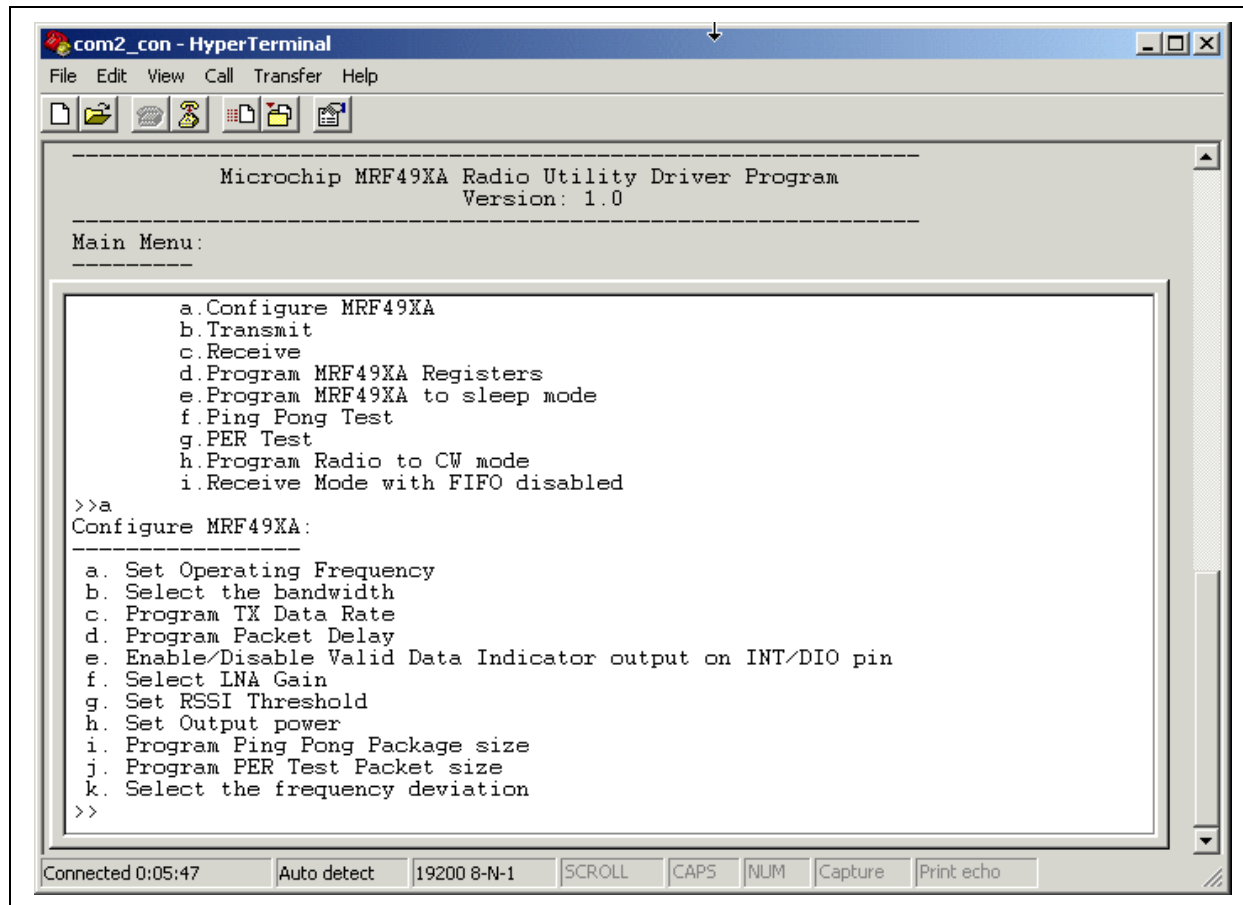 com2_con - HyperTerminal
File Edit View Call Transfer Help
----------------------------------------------------------------
Microchip MRF49XA Radio Utility Driver Program
Version: 1.0
----------------------------------------------------------------
Main Menu:
---------
a.Configure MRF49XA
b.Transmit
c.Receive
d.Program MRF49XA Registers
e.Program MRF49XA to sleep mode
f.Ping Pong Test
g.PER Test
h.Program Radio to CW mode
i.Receive Mode with FIFO disabled
>>a
Configure MRF49XA:
-----------------
a. Set Operating Frequency
b. Select the bandwidth
c. Program TX Data Rate
d. Program Packet Delay
e. Enable/Disable Valid Data Indicator output on INT/DIO pin
f. Select LNA Gain
g. Set RSSI Threshold
h. Set Output power
i. Program Ping Pong Package size
j. Program PER Test Packet size
k. Select the frequency deviation
>>
Connected 0:05:47 Auto detect 19200 8-N-1 SCROLL CAPS NUM Capture Print echo